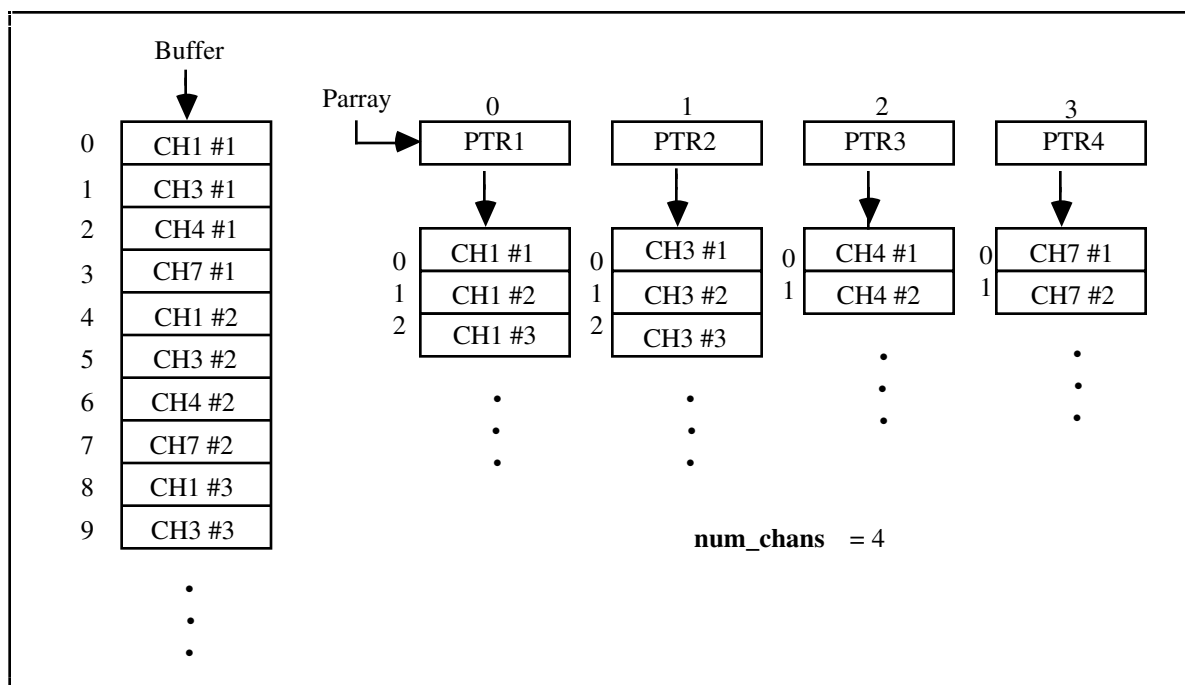 Buffer
0 CH1 #1
1 CH3 #1
2 CH4 #1
3 CH7 #1
4 CH1 #2
5 CH3 #2
6 CH4 #2
7 CH7 #2
8 CH1 #3
9 CH3 #3
Parray
0 1 2 3
PTR1 PTR2 PTR3 PTR4
0 CH1 #1
1 CH1 #2
2 CH1 #3
0 CH3 #1
1 CH3 #2
2 CH3 #3
0 CH4 #1
1 CH4 #2
0 CH7 #1
1 CH7 #2
num_chans = 4